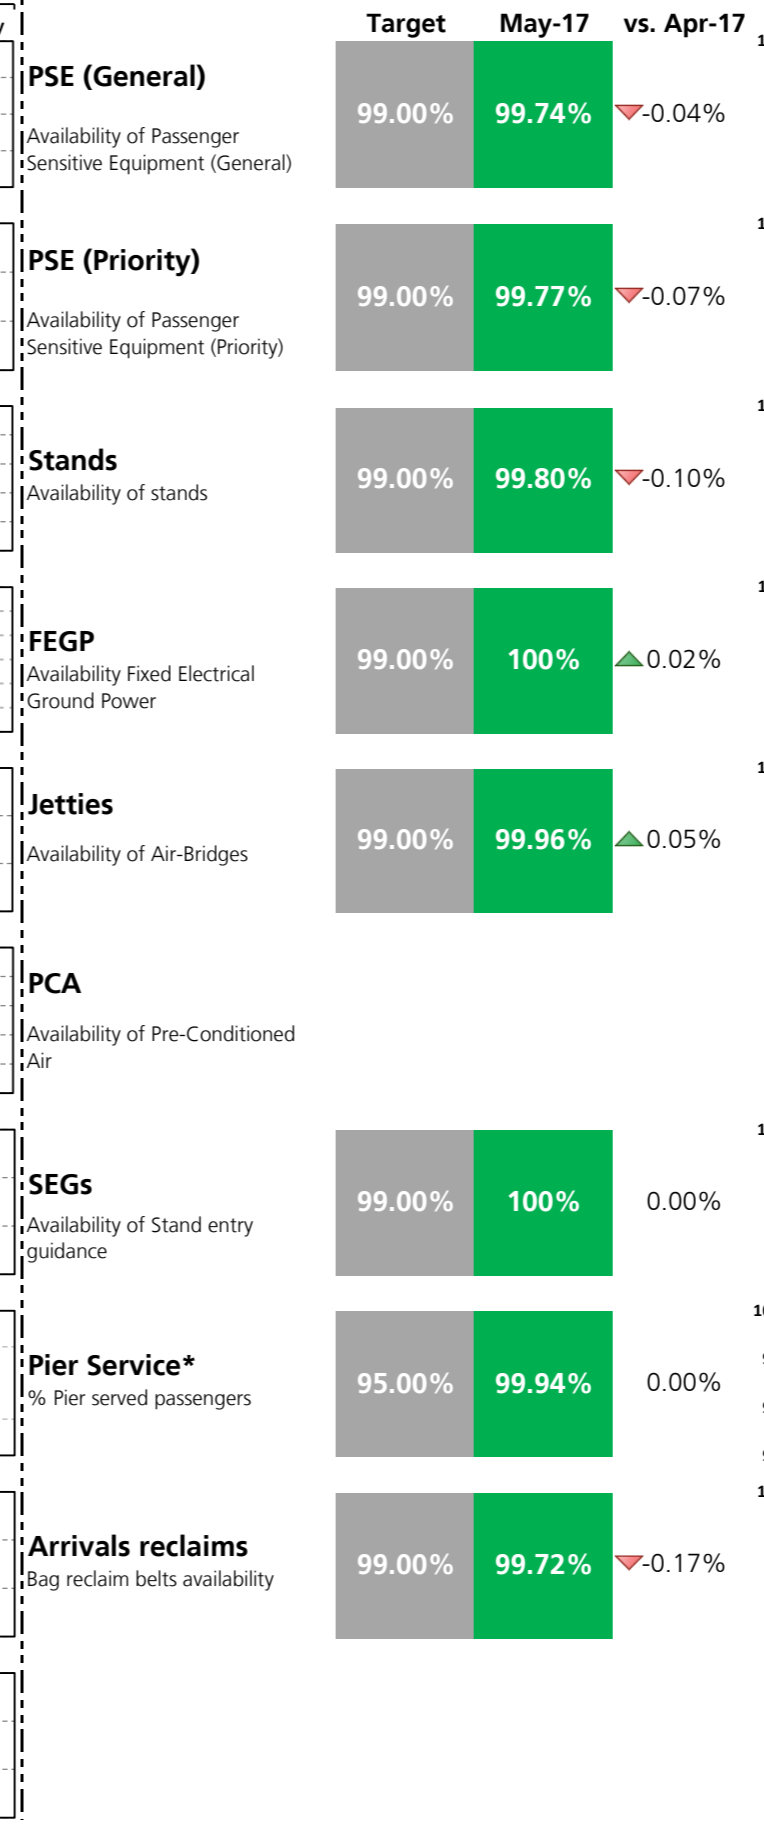 Target May-17 vs. Apr-17
PSE (General)
99.00% 99.74% -0.04%
Availability of Passenger
Sensitive Equipment (General)
PSE (Priority)
99.00% 99.77% -0.07%
Availability of Passenger
Sensitive Equipment (Priority)
Stands
99.00% 99.80% -0.10%
Availability of stands
FEGP
99.00% 100% 0.02%
Availability Fixed Electrical
Ground Power
Jetties
99.00% 99.96% 0.05%
Availability of Air-Bridges
PCA
Availability of Pre-Conditioned
Air
SEGs
99.00% 100% 0.00%
Availability of Stand entry
guidance
Pier Service*
95.00% 99.94% 0.00%
% Pier served passengers
Arrivals reclaims
99.00% 99.72% -0.17%
Bag reclaim belts availability